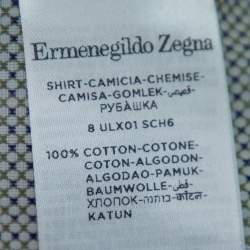 Ermenegildo Zegna
SHIRT-CAMICIA-CHEMISE-
CAMISA-GOMLEK-قميص-
РУБАШКА
8 ULX01 SCH6
100% COTTON-COTONE-
COTON-ALGODON-
ALGODAO-PAMUK-
BAUMWOLLE-قطن-
ХЛОПОК-כותנה-कॉटन-
KATUN